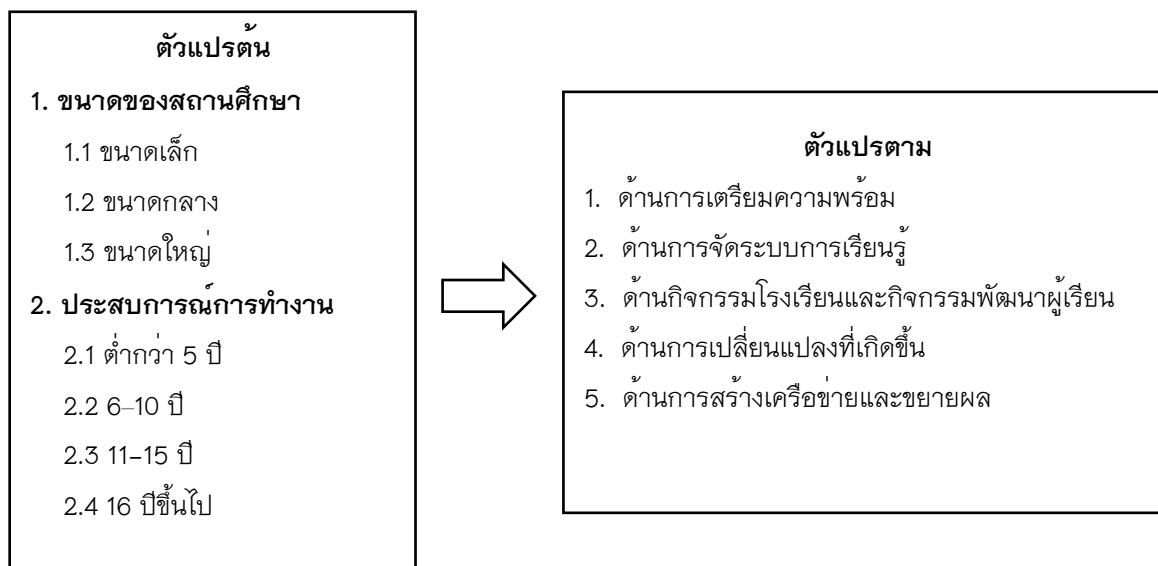 ตัวแปรต้น
1. ขนาดของสถานศึกษา
1.1 ขนาดเล็ก
1.2 ขนาดกลาง
1.3 ขนาดใหญ่
2. ประสบการณ์การทำงาน
2.1 ต่ำกว่า 5 ปี
2.2 6–10 ปี
2.3 11–15 ปี
2.4 16 ปีขึ้นไป
ตัวแปรตาม
1. ด้านการเตรียมความพร้อม
2. ด้านการจัดระบบการเรียนรู้
3. ด้านกิจกรรมโรงเรียนและกิจกรรมพัฒนาผู้เรียน
4. ด้านการเปลี่ยนแปลงที่เกิดขึ้น
5. ด้านการสร้างเครือข่ายและขยายผล